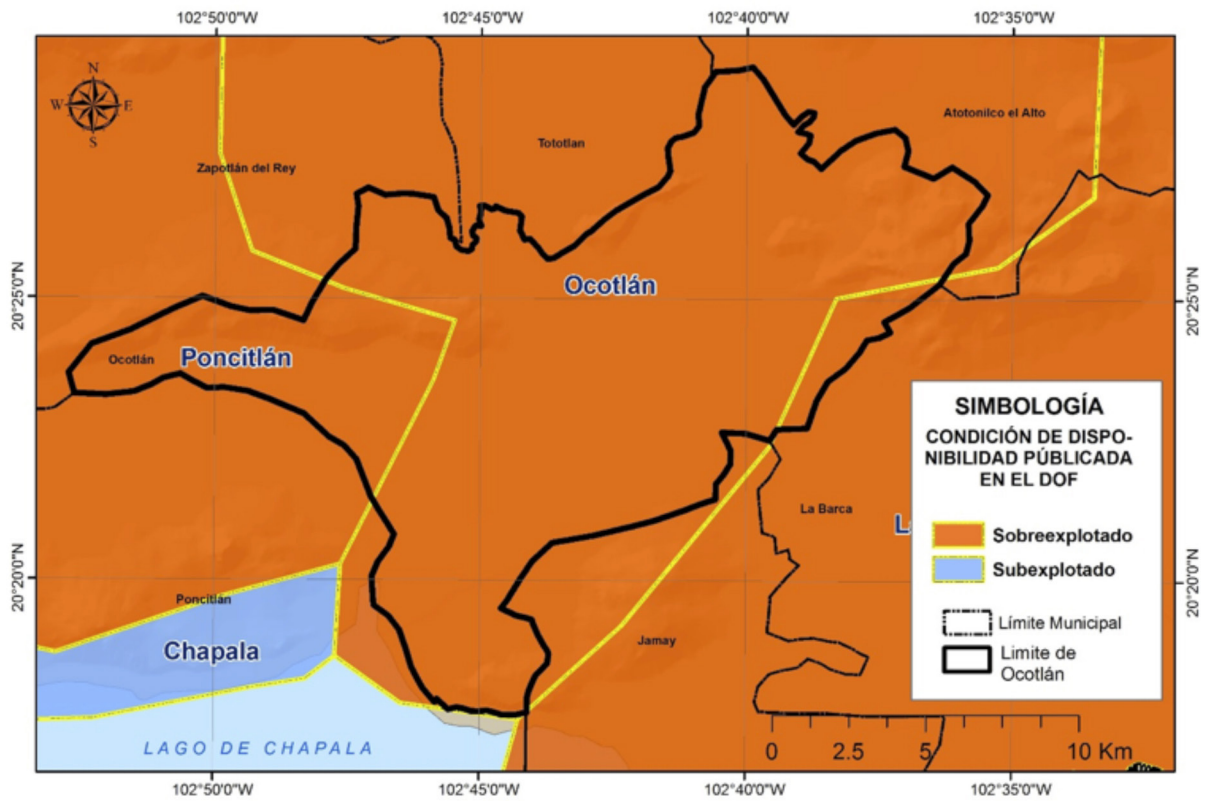 102°50'0"W 102°45'0"W 102°40'0"W 102°35'0"W
N
W E
S
Atotonilco el Alto
Tototlan
Zapotlán del Rey
20°25'0"N
Ocotlán
20°25'0"N
Ocotlán
Poncitlán
SIMBOLOGÍA
CONDICIÓN DE DISPO-
NIBILIDAD PÚBLICADA
EN EL DOF
Sobreexplotado
Subexplotado
Límite Municipal
Limite de
Ocotlán
La Barca
L
20°20'0"N
20°20'0"N
Poncitlán
Chapala
Jamay
LAGO DE CHAPALA
0 2.5 5 10 Km
102°50'0"W 102°45'0"W 102°40'0"W 102°35'0"W